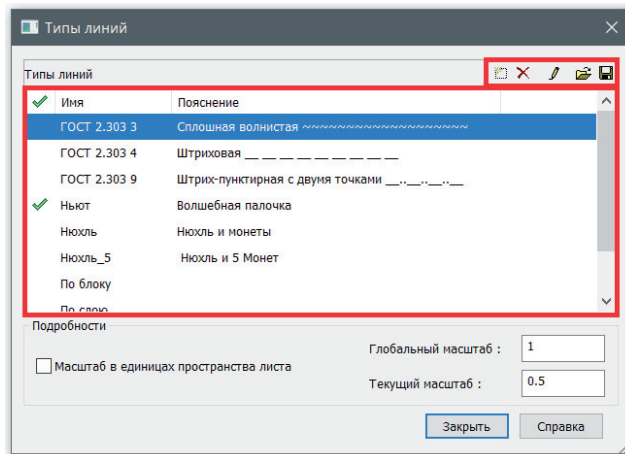 Типы линий
Типы линий
Имя Пояснение
ГОСТ 2.303 3 Сплошная волнистая ~~~~~~~~~~~~~~~~~~~
ГОСТ 2.303 4 Штриховая __ __ __ __ __ __ __ __ __
ГОСТ 2.303 9 Штрих-пунктирная с двумя точками __..__..__..__
Ньют Волшебная палочка
Нюхль Нюхль и монеты
Нюхль_5 Нюхль и 5 Монет
По блоку
По слою
Подробности
Глобальный масштаб : 1
Масштаб в единицах пространства листа
Текущий масштаб : 0.5
Закрыть Справка